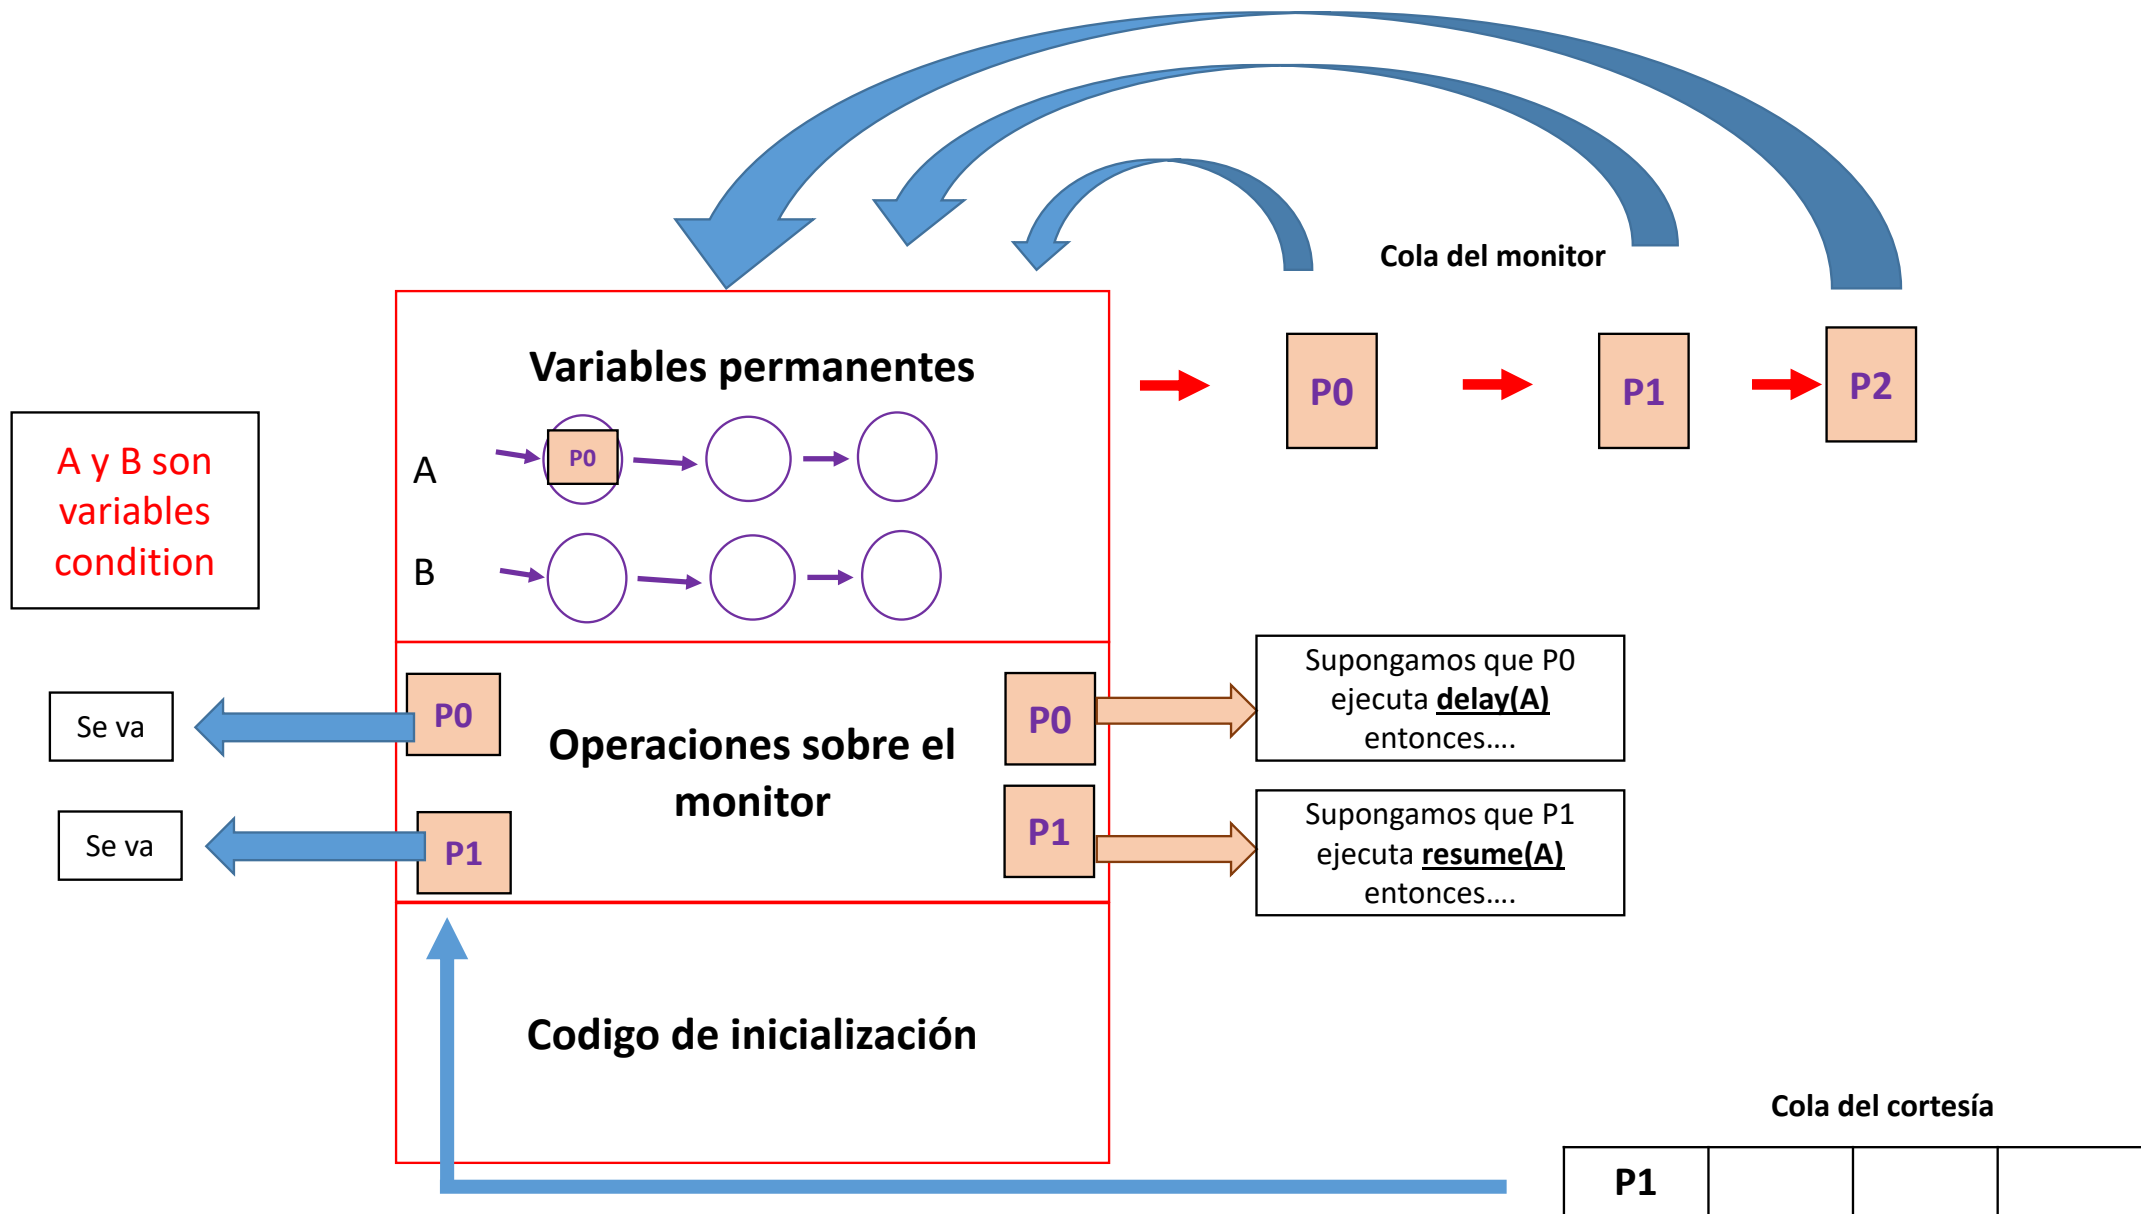 Cola del monitor
Variables permanentes
P0
P1
P2
A y B son
variables
condition
A
P0
B
Se va
P0
Operaciones sobre el
monitor
P0
Supongamos que P0
ejecuta delay(A)
entonces....
Se va
P1
P1
Supongamos que P1
ejecuta resume(A)
entonces....
Codigo de inicialización
Cola del cortesía
P1